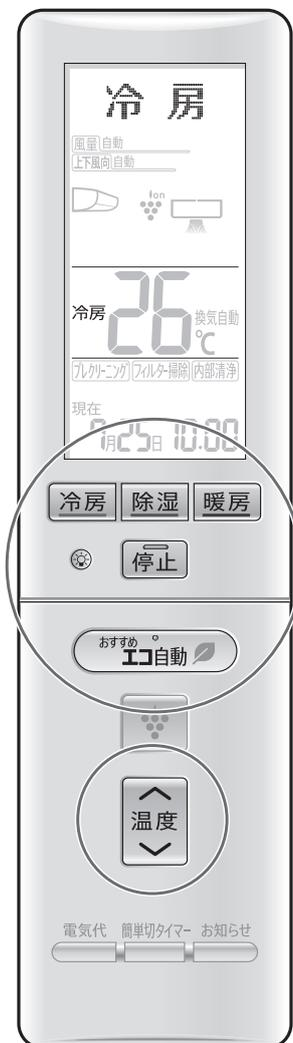 冷房
風量 自動
上下風向 自動
Ion
冷房 26℃ 換気自動
プレクリーニング フィルター掃除 内部清浄
現在
月25日 10:00
冷房 除湿 暖房
停止
おすすめ
エコ自動
温度
電気代 簡単切タイマー お知らせ